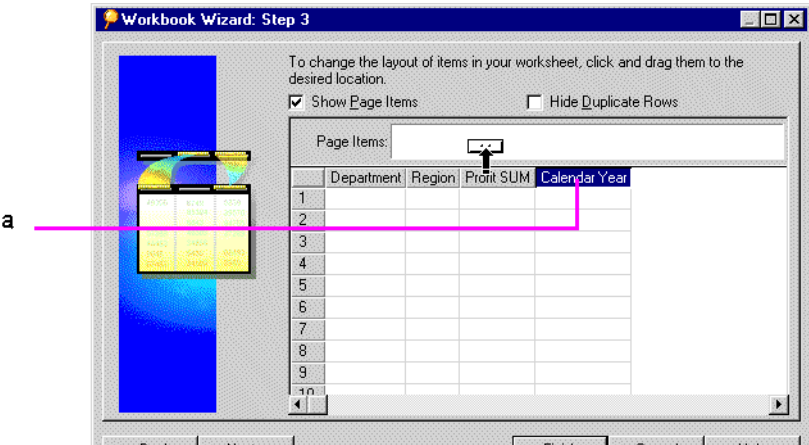 Workbook Wizard: Step 3
To change the layout of items in your worksheet, click and drag them to the
desired location.
Show Page Items
Hide Duplicate Rows
Page Items:
Department Region Profit SUM Calendar Year
1
a
2
3
4
5
6
7
8
9
10